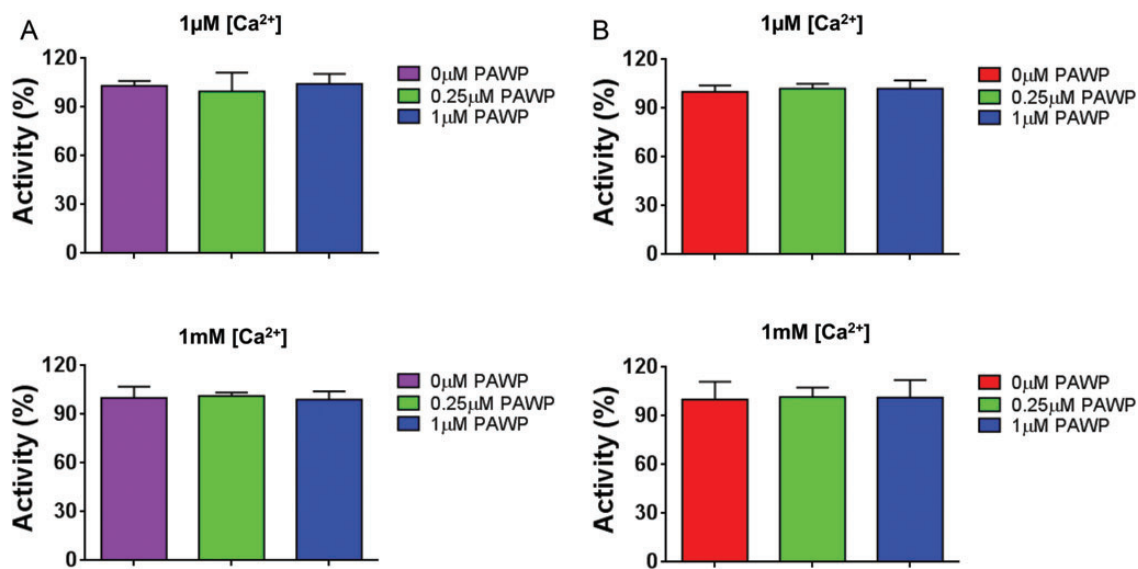 A
1μM [Ca²⁺]
Activity (%)
120
90
60
30
0
0μM PAWP
0.25μM PAWP
1μM PAWP
B
1μM [Ca²⁺]
Activity (%)
120
90
60
30
0
0μM PAWP
0.25μM PAWP
1μM PAWP
1mM [Ca²⁺]
Activity (%)
120
90
60
30
0
0μM PAWP
0.25μM PAWP
1μM PAWP
1mM [Ca²⁺]
Activity (%)
120
90
60
30
0
0μM PAWP
0.25μM PAWP
1μM PAWP